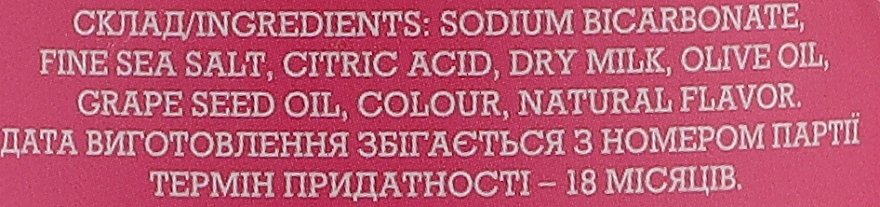 СКЛАД/INGREDIENTS: SODIUM BICARBONATE,
FINE SEA SALT, CITRIC ACID, DRY MILK, OLIVE OIL,
GRAPE SEED OIL, COLOUR, NATURAL FLAVOR.
ДАТА ВИГОТОВЛЕННЯ ЗБІГАЄТЬСЯ З НОМЕРОМ ПАРТІЇ
ТЕРМІН ПРИДАТНОСТІ – 18 МІСЯЦІВ.